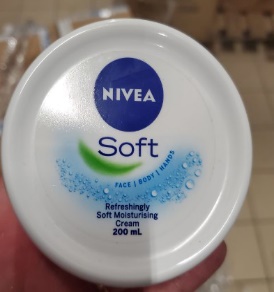 NIVEA
Soft
FACE | BODY | HANDS
Refreshingly
Soft Moisturising
Cream
200 mL